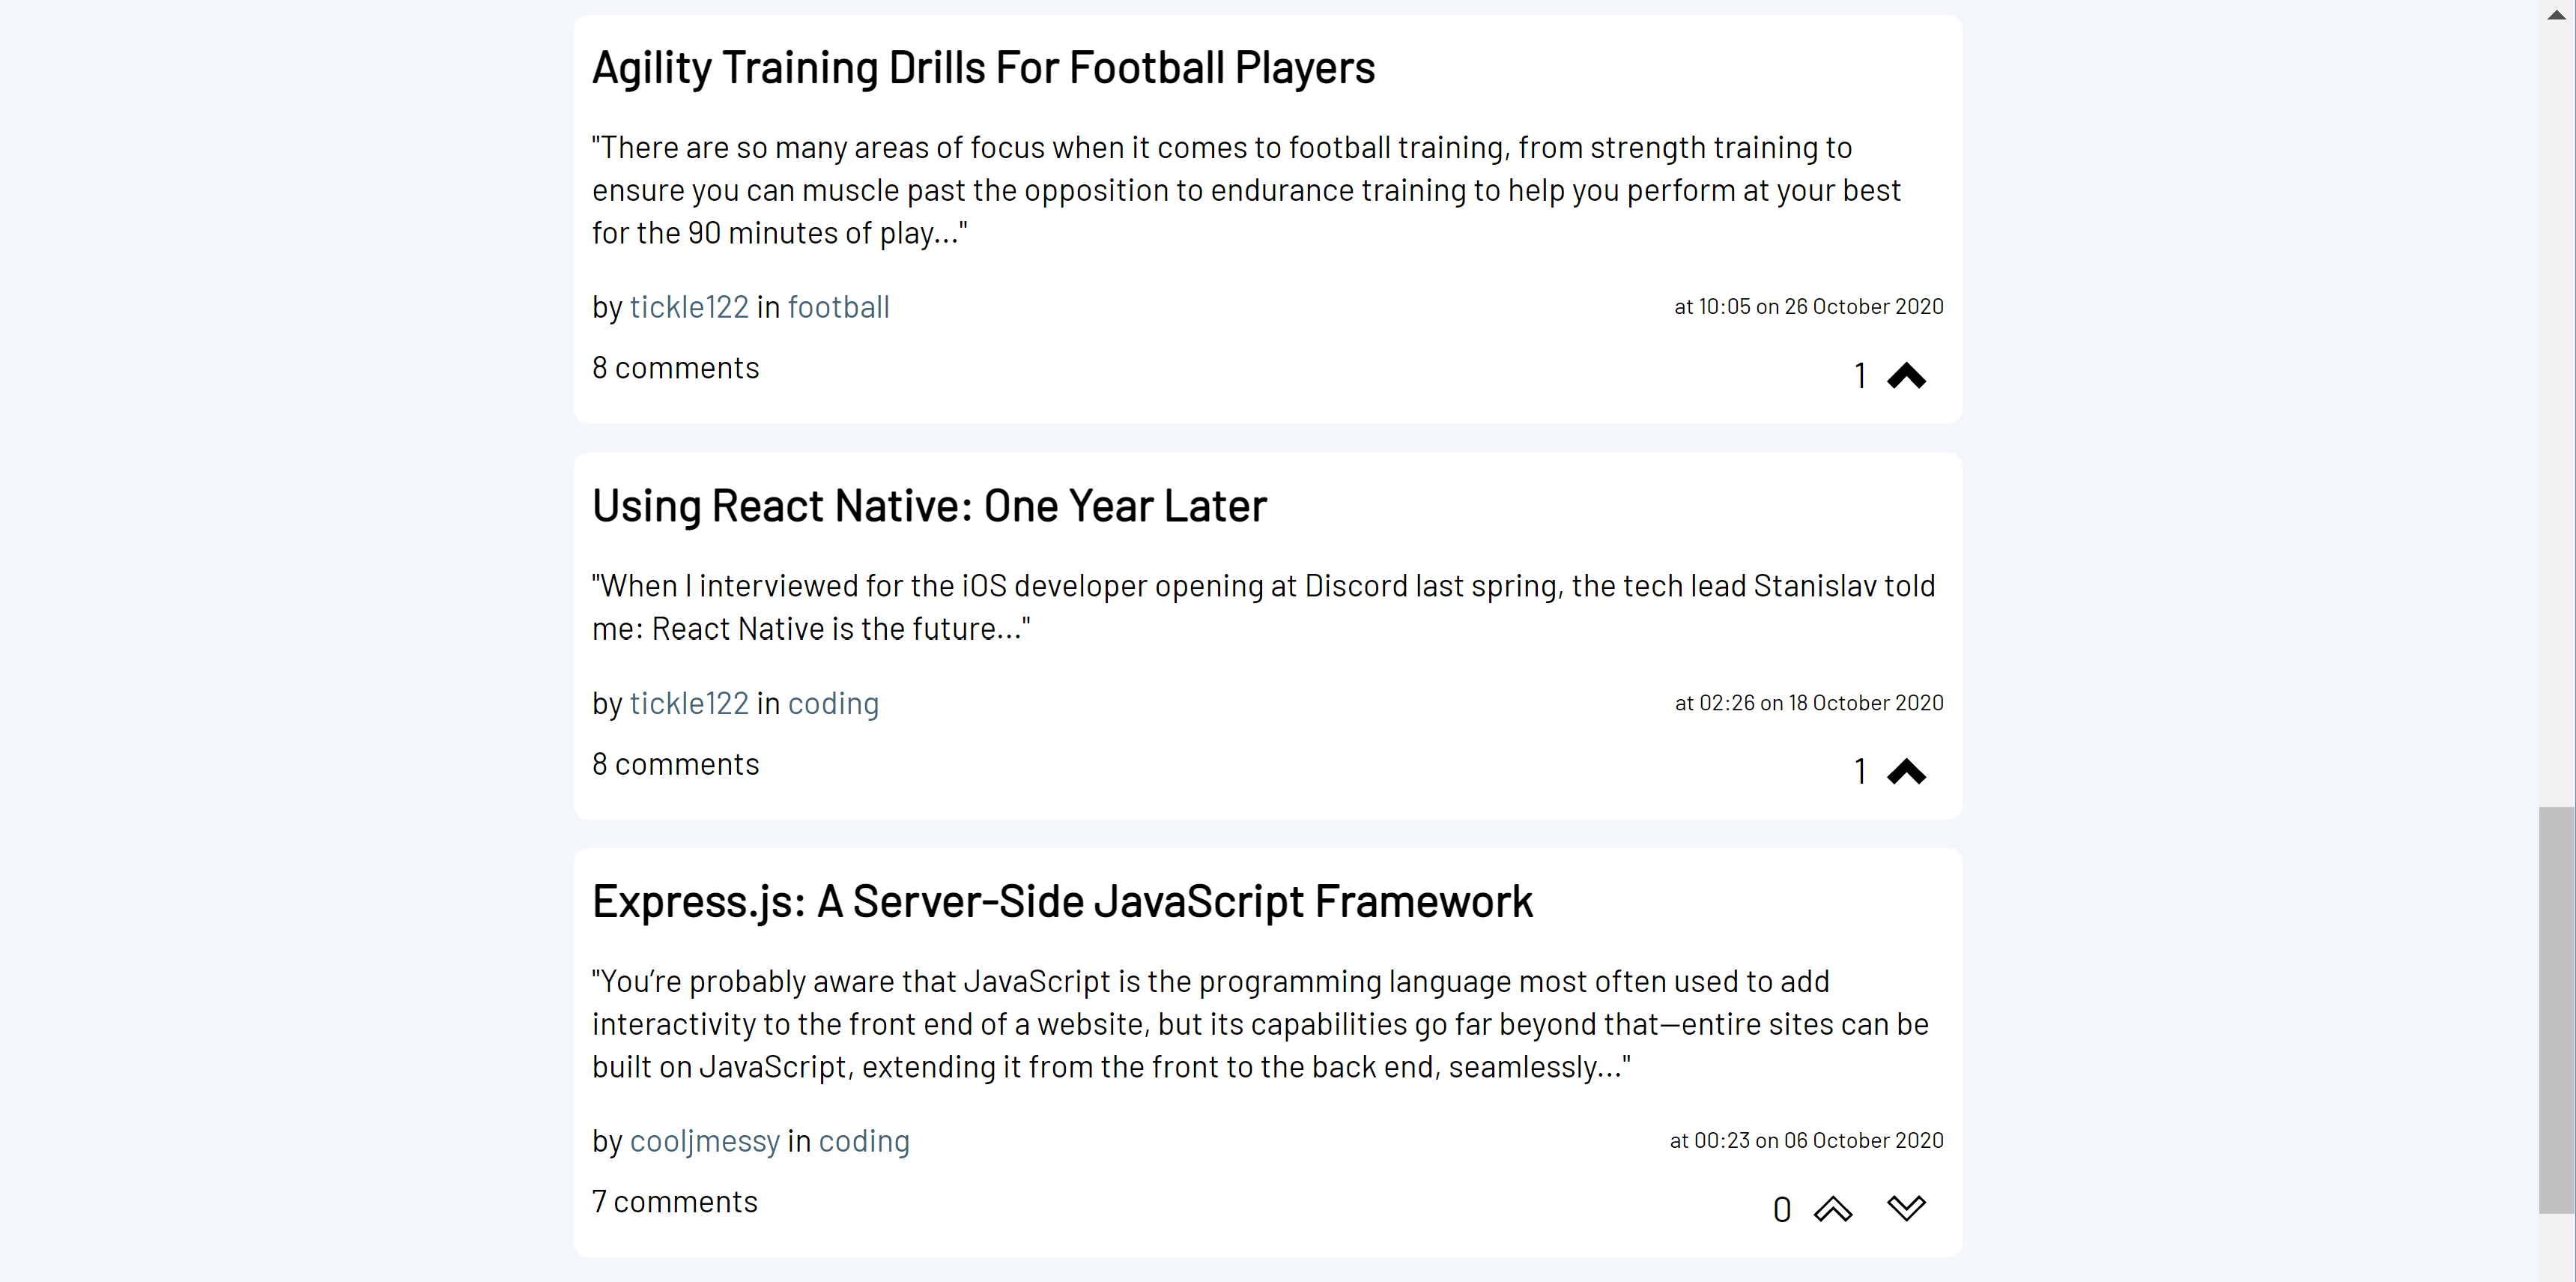 Agility Training Drills For Football Players
"There are so many areas of focus when it comes to football training, from strength training to
ensure you can muscle past the opposition to endurance training to help you perform at your best
for the 90 minutes of play..."
by tickle122 in football
at 10:05 on 26 October 2020
8 comments
1
Using React Native: One Year Later
"When I interviewed for the iOS developer opening at Discord last spring, the tech lead Stanislav told
me: React Native is the future..."
by tickle122 in coding
at 02:26 on 18 October 2020
8 comments
1
Express.js: A Server-Side JavaScript Framework
"You’re probably aware that JavaScript is the programming language most often used to add
interactivity to the front end of a website, but its capabilities go far beyond that—entire sites can be
built on JavaScript, extending it from the front to the back end, seamlessly..."
by cooljmessy in coding
at 00:23 on 06 October 2020
7 comments
0